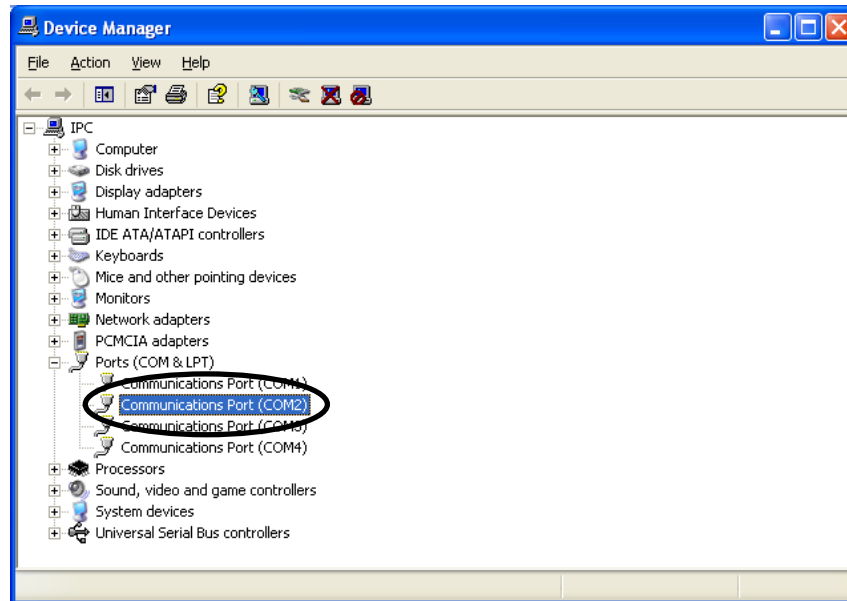 Device Manager
File Action View Help
IPC
Computer
Disk drives
Display adapters
Human Interface Devices
IDE ATA/ATAPI controllers
Keyboards
Mice and other pointing devices
Monitors
Network adapters
PCMCIA adapters
Ports (COM & LPT)
Communications Port (COM1)
Communications Port (COM2)
Communications Port (COM3)
Communications Port (COM4)
Processors
Sound, video and game controllers
System devices
Universal Serial Bus controllers